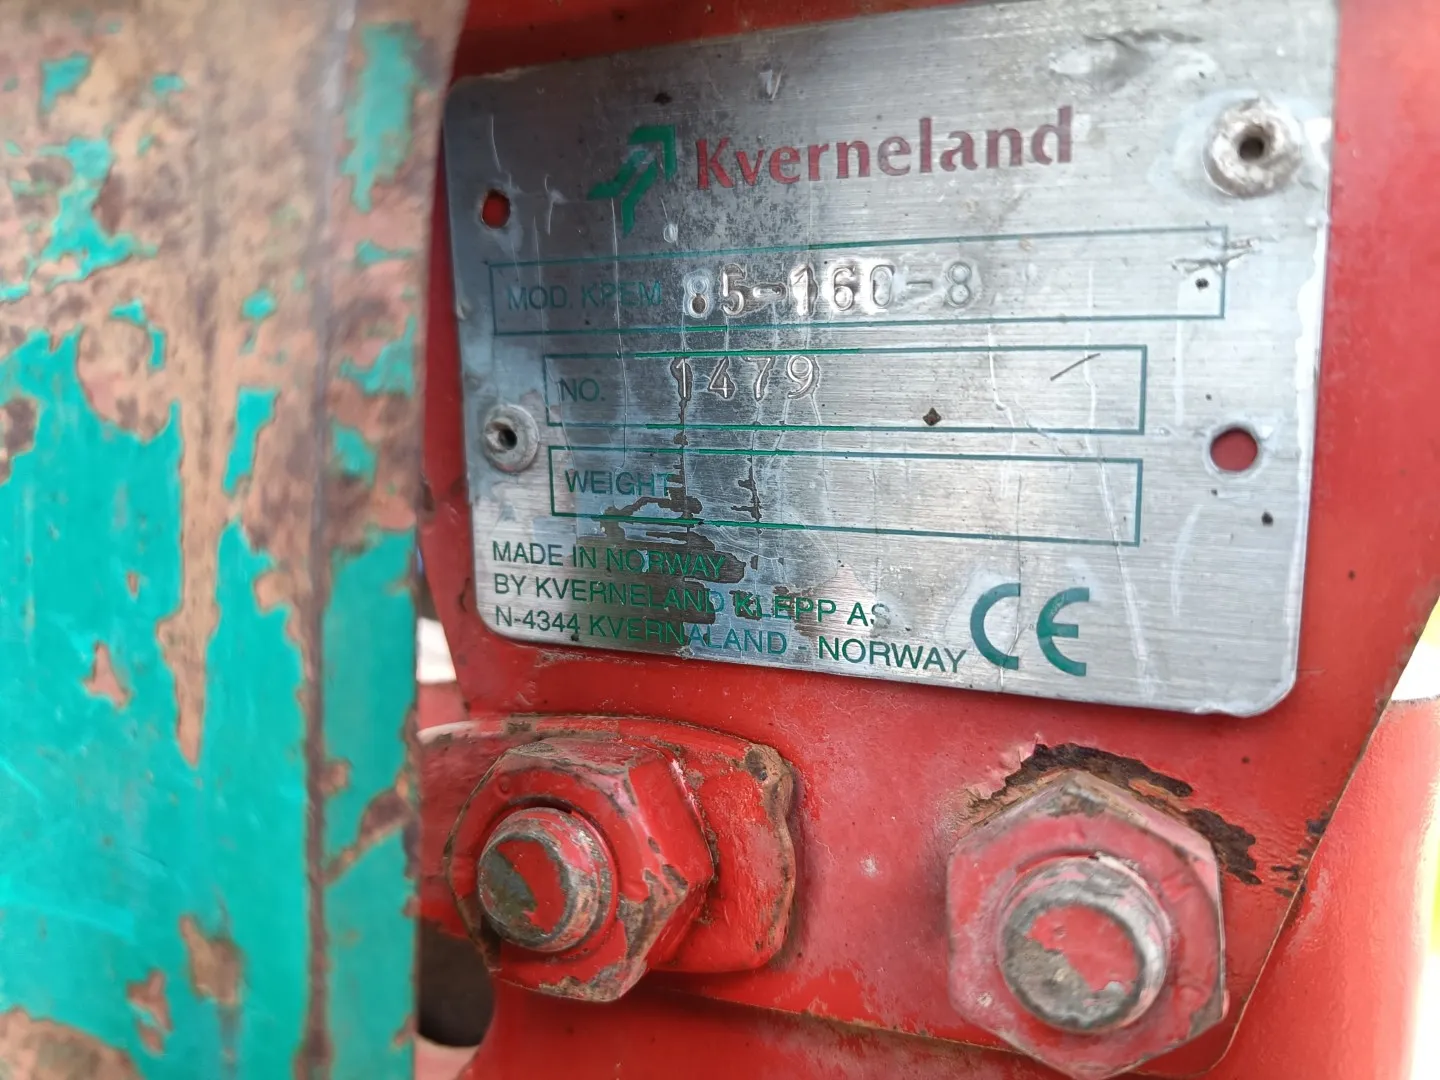 Kverneland
MOD. KPEM 85-160-8
NO. 1479
WEIGHT
MADE IN NORWAY
BY KVERNELAND KLEPP AS
N-4344 KVERNALAND - NORWAY
CE